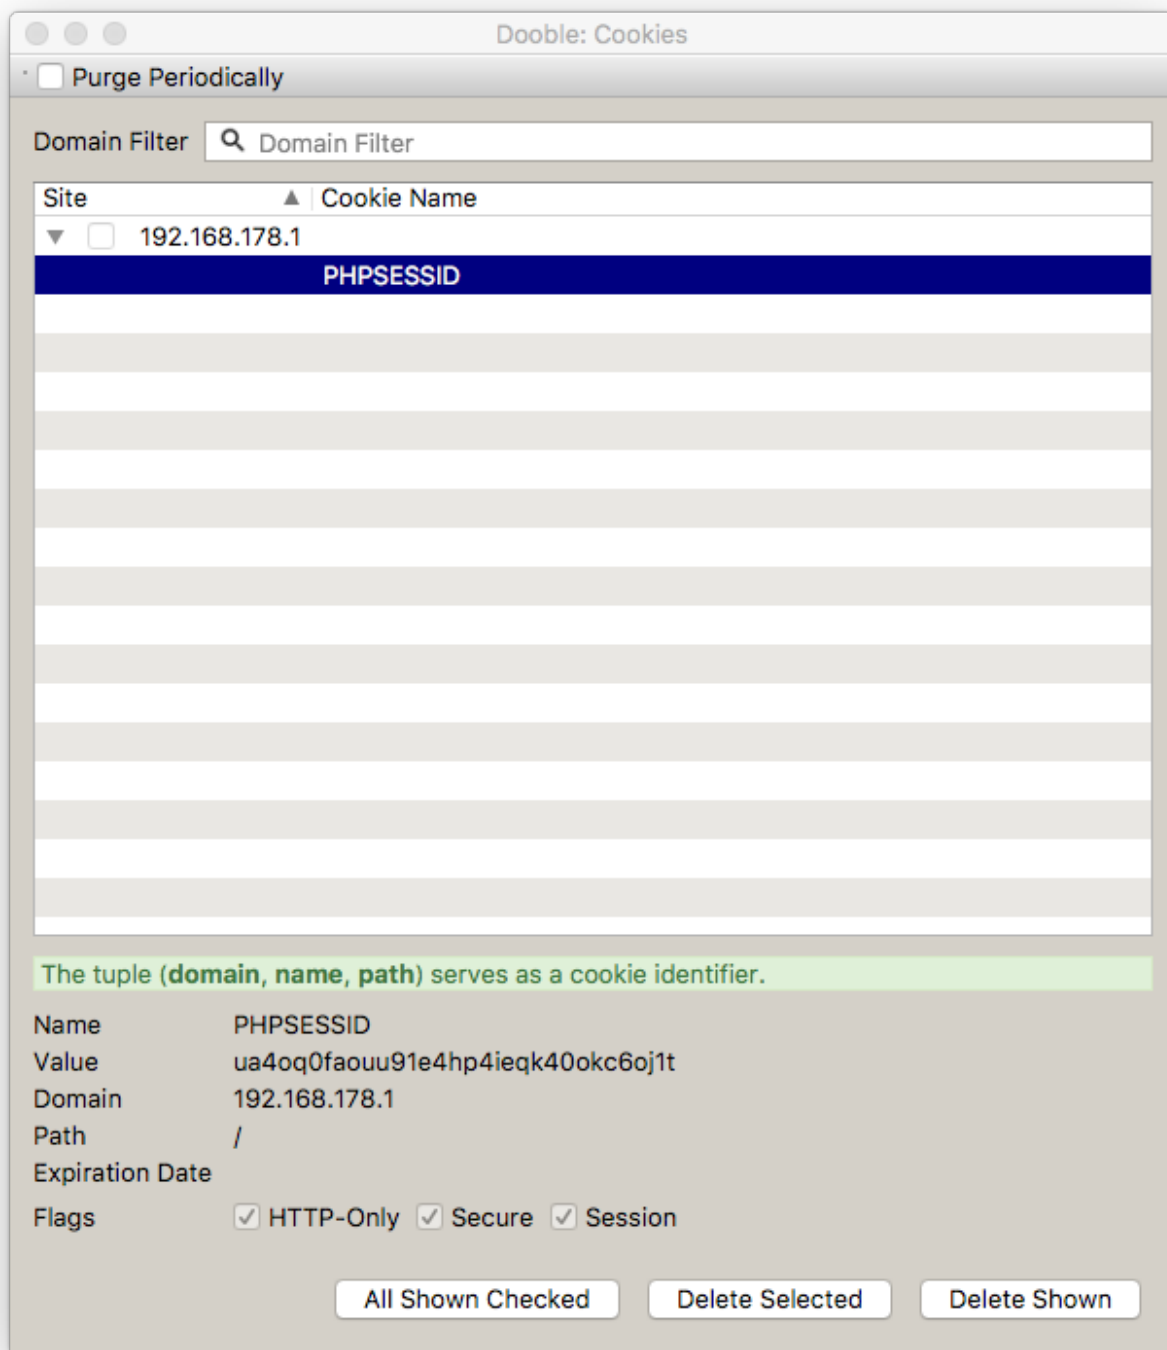 Dooble: Cookies
Purge Periodically
Domain Filter Domain Filter
Site Cookie Name
192.168.178.1
PHPSESSID
The tuple (domain, name, path) serves as a cookie identifier.
Name PHPSESSID
Value ua4oq0faouu91e4hp4ieqk40okc6oj1t
Domain 192.168.178.1
Path /
Expiration Date
Flags HTTP-Only Secure Session
All Shown Checked Delete Selected Delete Shown